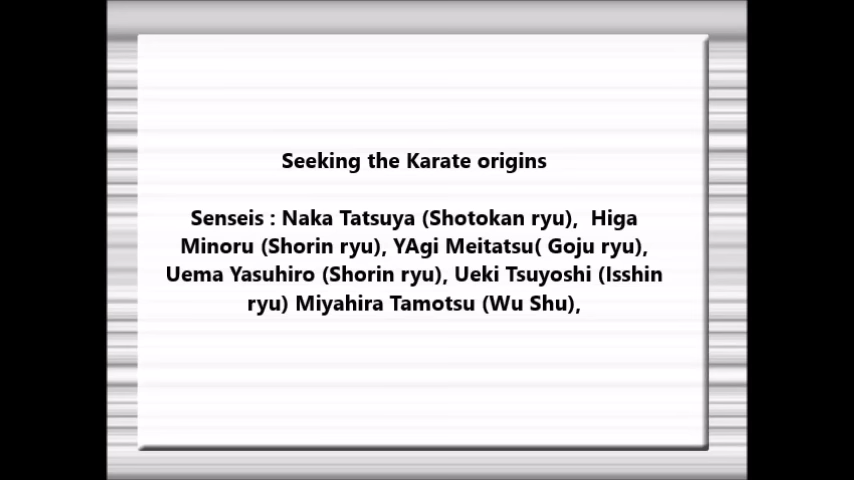 Seeking the Karate origins
Senseis : Naka Tatsuya (Shotokan ryu),  Higa
Minoru (Shorin ryu), YAgi Meitatsu( Goju ryu),
Uema Yasuhiro (Shorin ryu), Ueki Tsuyoshi (Isshin
ryu) Miyahira Tamotsu (Wu Shu),